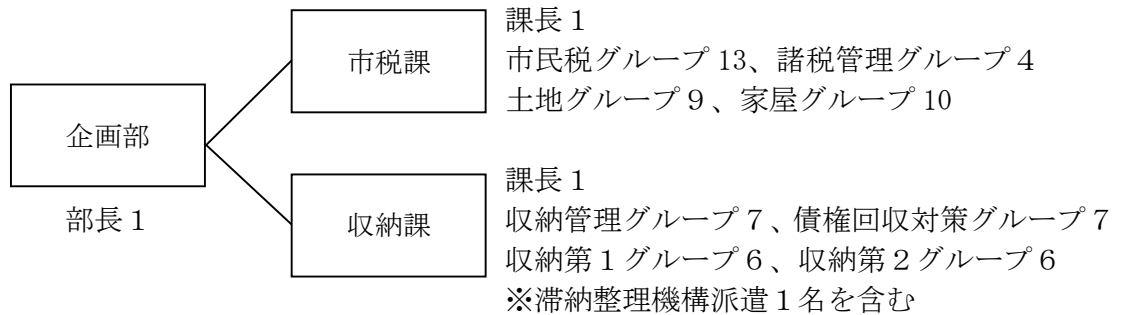 企画部
部長１
市税課
課長１
市民税グループ 13、諸税管理グループ４
土地グループ９、家屋グループ 10
収納課
課長１
収納管理グループ７、債権回収対策グループ７
収納第１グループ６、収納第２グループ６
※滞納整理機構派遣１名を含む